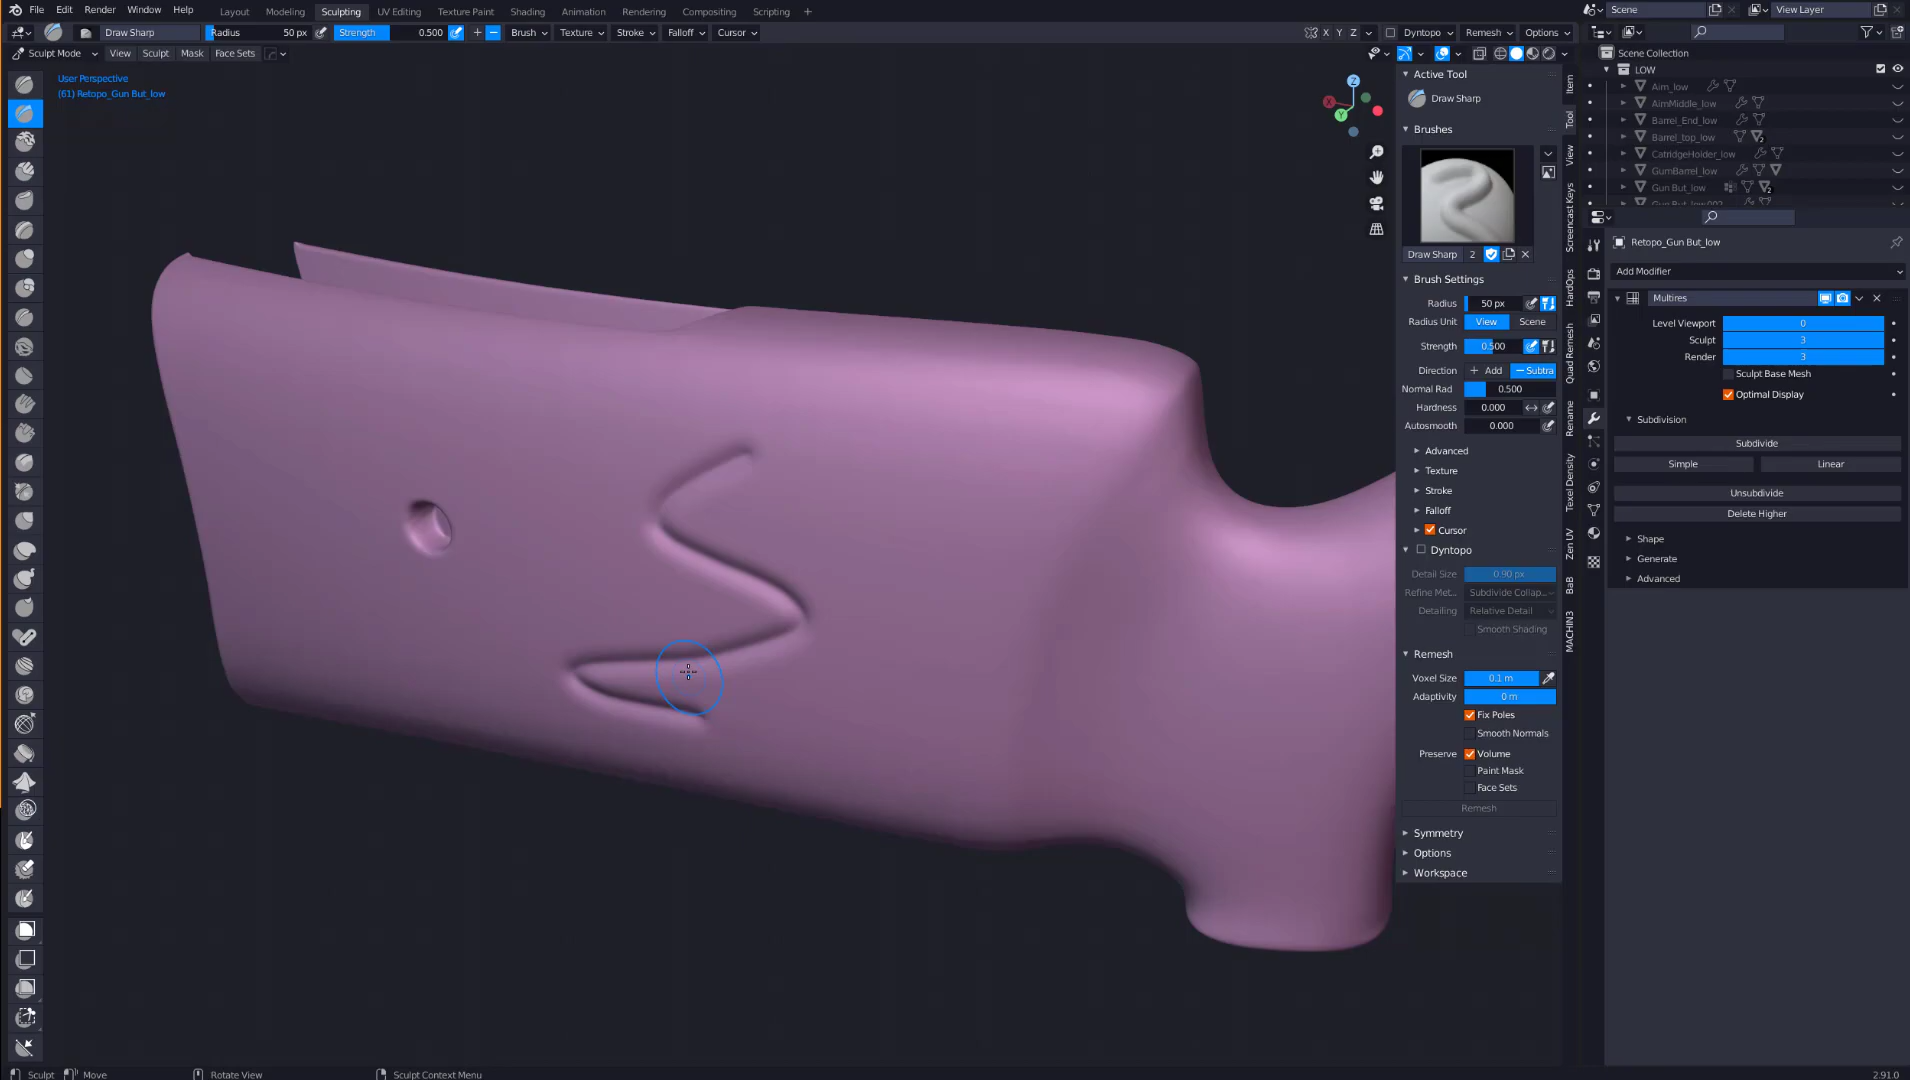 File Edit Render Window Help Layout Modeling Sculpting UV Editing Texture Paint Shading Animation Rendering Compositing Scripting +
Scene View Layer
Draw Sharp Radius 50 px Strength 0.500 + − Brush Texture Stroke Falloff Cursor X Y Z Dyntopo Remesh Options
Sculpt Mode View Sculpt Mask Face Sets
User Perspective
(61) Retopo_Gun But_low
Z
X
Y
Active Tool
Draw Sharp
Brushes
Draw Sharp 2
Brush Settings
Radius 50 px
Radius Unit View Scene
Strength 0.500
Direction + Add − Subtra
Normal Rad 0.500
Hardness 0.000
Autosmooth 0.000
Advanced
Texture
Stroke
Falloff
Cursor
Dyntopo
Detail Size 0.90 px
Refine Met... Subdivide Collap...
Detailing Relative Detail
Smooth Shading
Remesh
Voxel Size 0.1 m
Adaptivity 0 m
Fix Poles
Smooth Normals
Preserve Volume
Paint Mask
Face Sets
Remesh
Symmetry
Options
Workspace
Item
Tool
View
Screencast Keys
HardOps
Quad Remesh
Rename
Texel Density
Zen UV
BaB
MACHIN3
Scene Collection
LOW
Aim_low
AimMiddle_low
Barrel_End_low
Barrel_top_low 2
CatridgeHolder_low
GumBarrel_low
Gun But_low 2
Gun But_low.002
Retopo_Gun But_low
Add Modifier
Multires
Level Viewport 0
Sculpt 3
Render 3
Sculpt Base Mesh
Optimal Display
Subdivision
Subdivide
Simple Linear
Unsubdivide
Delete Higher
Shape
Generate
Advanced
Sculpt Move Rotate View Sculpt Context Menu 2.91.0